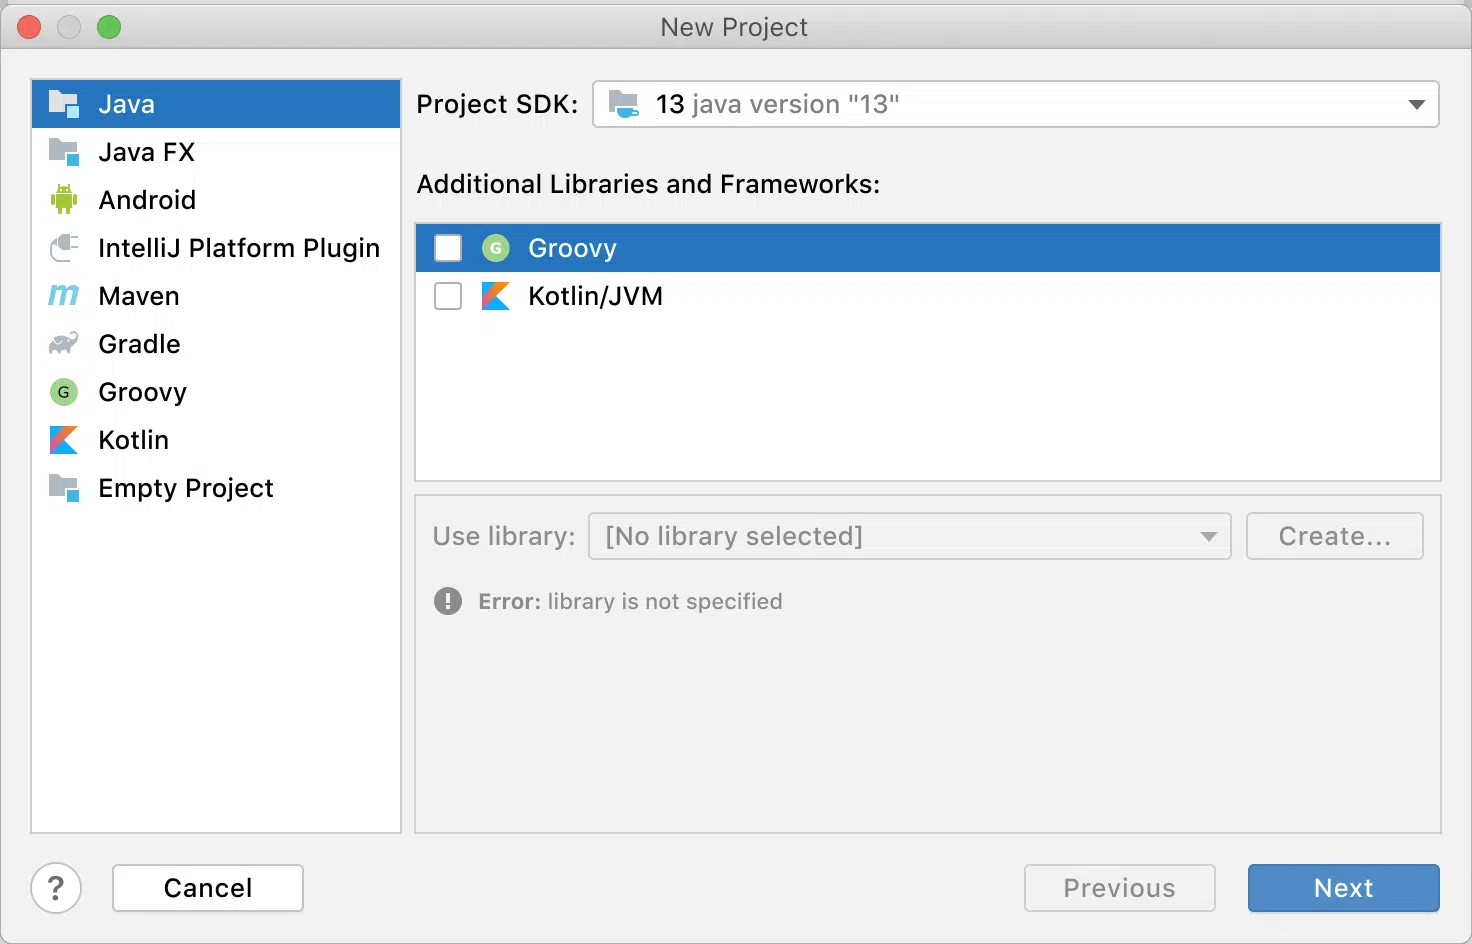 New Project
Java
Java FX
Android
IntelliJ Platform Plugin
Maven
Gradle
Groovy
Kotlin
Empty Project
Project SDK: 13 java version "13"
Additional Libraries and Frameworks:
G Groovy
Kotlin/JVM
Use library: [No library selected] Create...
! Error: library is not specified
? Cancel Previous Next